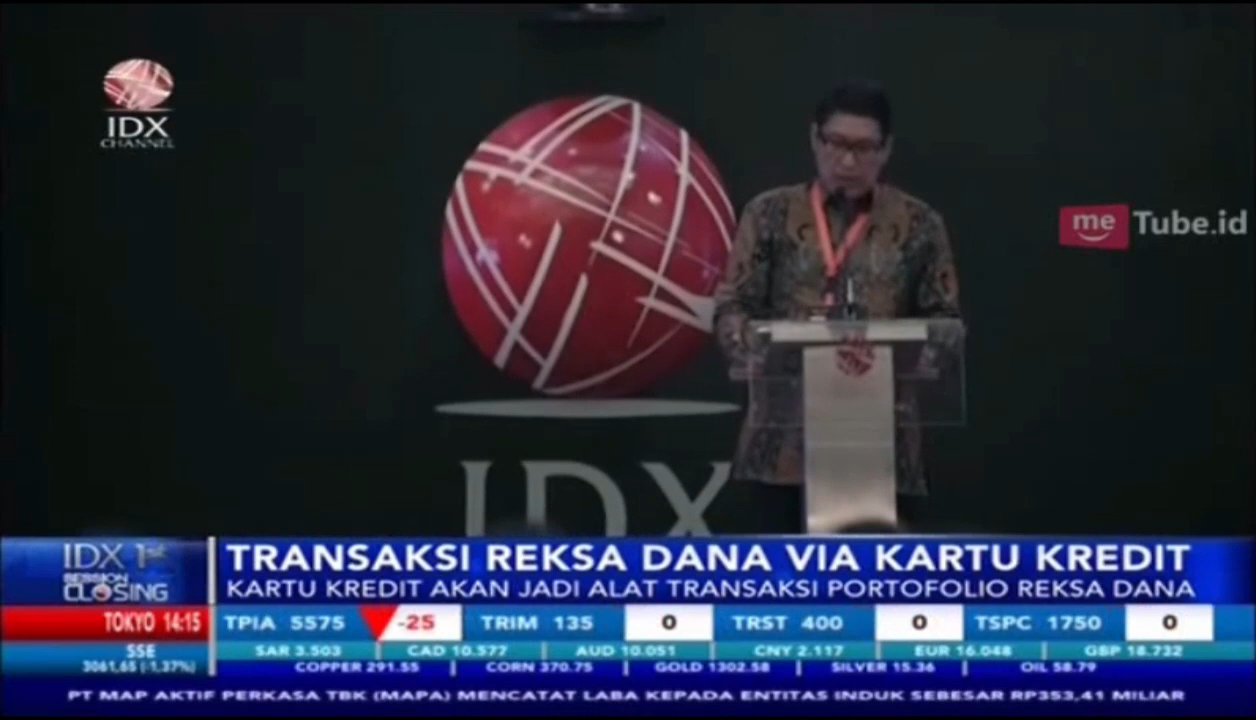 IDX
CHANNEL
me Tube.id
IDX
IDX 1st
SESSION
CLOSING
TRANSAKSI REKSA DANA VIA KARTU KREDIT
KARTU KREDIT AKAN JADI ALAT TRANSAKSI PORTOFOLIO REKSA DANA
TOKYO 14:15 TPIA 5575 -25 TRIM 135 0 TRST 400 0 TSPC 1750 0
SSE SAR 3.503 CAD 10.577 AUD 10.051 CNY 2.117 EUR 16.048 GBP 18.732
3061,65 (-1,37%) COPPER 291.55 CORN 370.75 GOLD 1302.58 SILVER 15.36 OIL 58.79
PT MAP AKTIF PERKASA TBK (MAPA) MENCATAT LABA KEPADA ENTITAS INDUK SEBESAR RP353,41 MILIAR